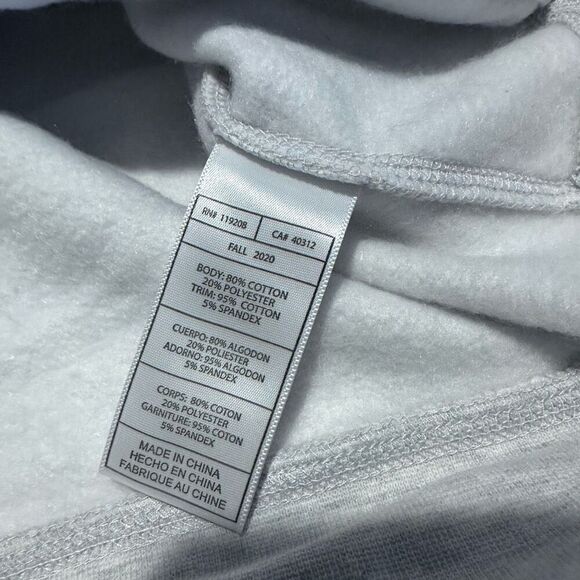 RN# 119208 CA# 40312
FALL 2020
BODY: 80% COTTON
20% POLYESTER
TRIM: 95% COTTON
5% SPANDEX
CUERPO: 80% ALGODON
20% POLIESTER
ADORNO: 95% ALGODON
5% SPANDEX
CORPS: 80% COTON
20% POLYESTER
GARNITURE: 95% COTON
5% SPANDEX
MADE IN CHINA
HECHO EN CHINA
FABRIQUE AU CHINE